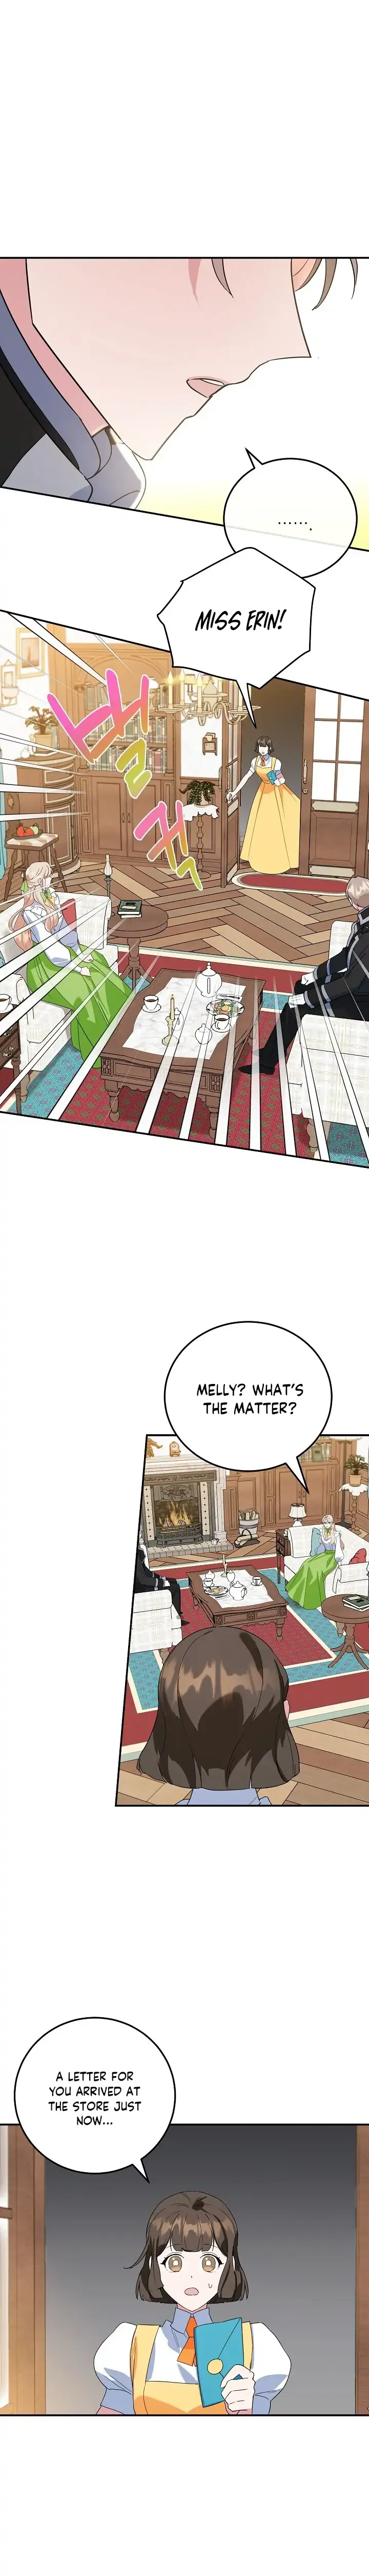 .......
MISS ERIN!
벌컥
MELLY? WHAT'S
THE MATTER?
A LETTER FOR
YOU ARRIVED AT
THE STORE JUST
NOW...